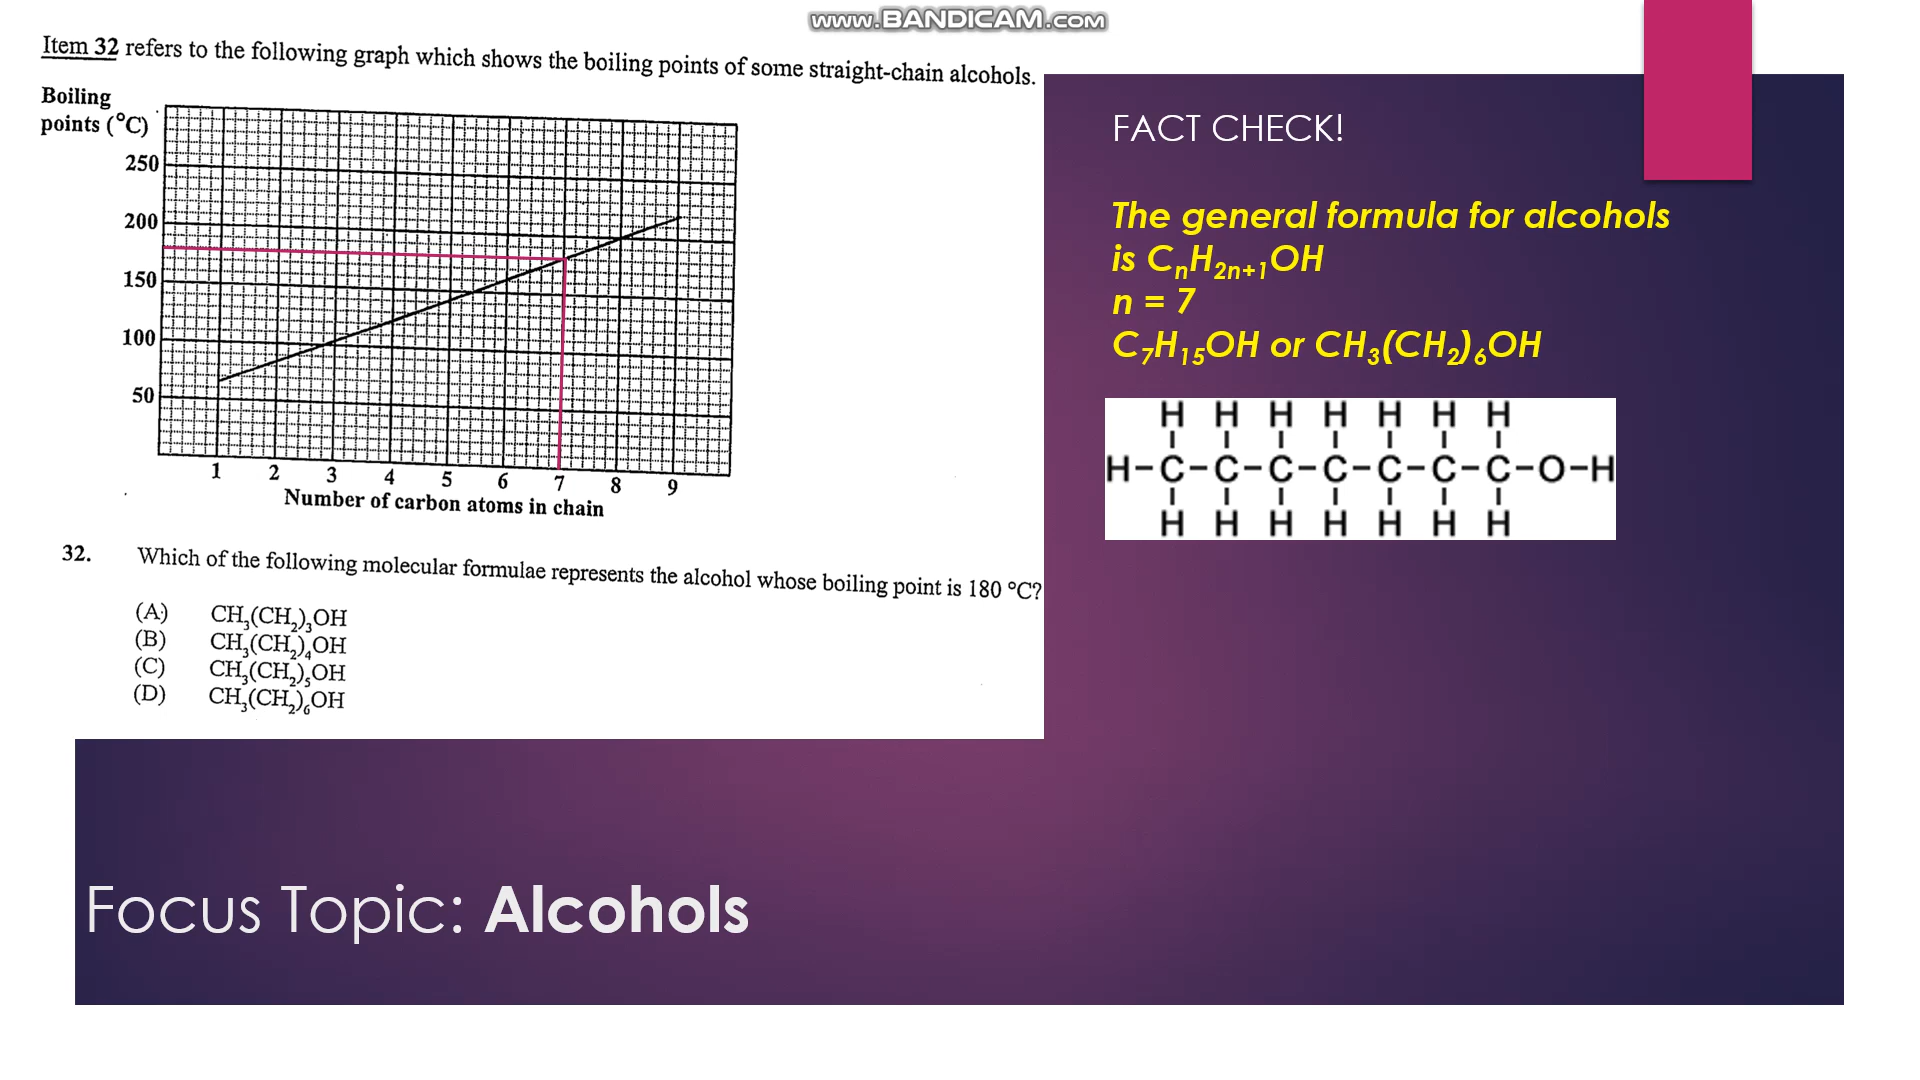 www.BANDICAM.com
Item 32 refers to the following graph which shows the boiling points of some straight-chain alcohols.
Boiling
points (°C)
250
200
150
100
50
1 2 3 4 5 6 7 8 9
Number of carbon atoms in chain
32. Which of the following molecular formulae represents the alcohol whose boiling point is 180 °C?
(A) CH₃(CH₂)₃OH
(B) CH₃(CH₂)₄OH
(C) CH₃(CH₂)₅OH
(D) CH₃(CH₂)₆OH
FACT CHECK!
The general formula for alcohols
is CₙH₂ₙ₊₁OH
n = 7
C₇H₁₅OH or CH₃(CH₂)₆OH
H H H H H H H
H-C-C-C-C-C-C-C-O-H
H H H H H H H
Focus Topic: Alcohols